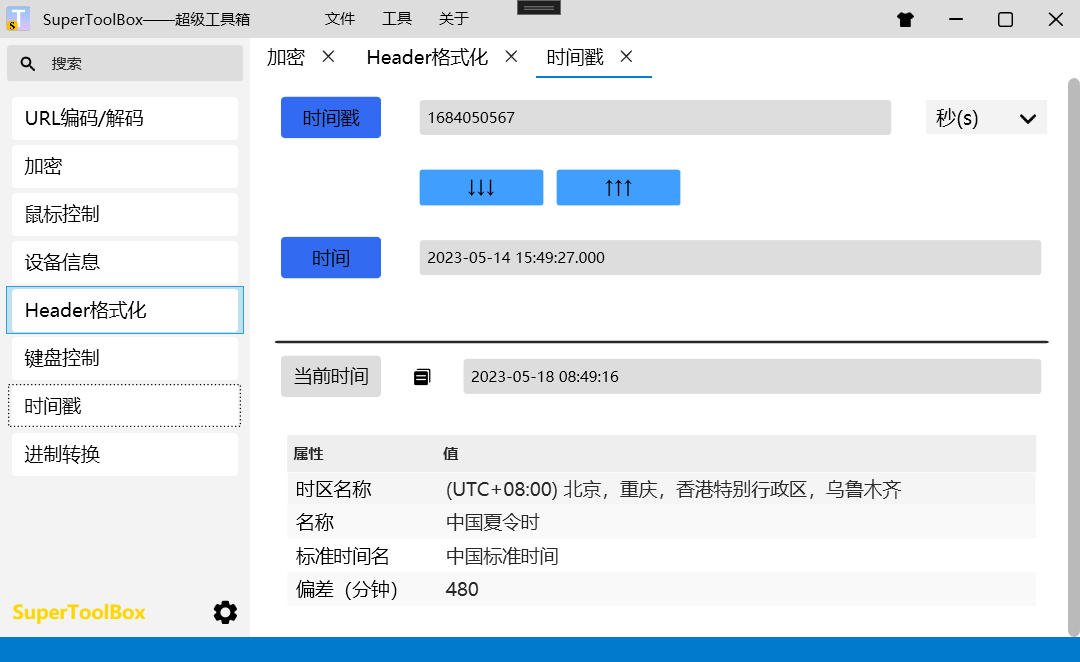 SuperToolBox——超级工具箱 文件 工具 关于
搜索
URL编码/解码
加密
鼠标控制
设备信息
Header格式化
键盘控制
时间戳
进制转换
SuperToolBox
加密 Header格式化 时间戳
时间戳 1684050567 秒(s)
↓↓↓ ↑↑↑
时间 2023-05-14 15:49:27.000
当前时间 2023-05-18 08:49:16
属性 值
时区名称 (UTC+08:00) 北京，重庆，香港特别行政区，乌鲁木齐
名称 中国夏令时
标准时间名 中国标准时间
偏差（分钟） 480